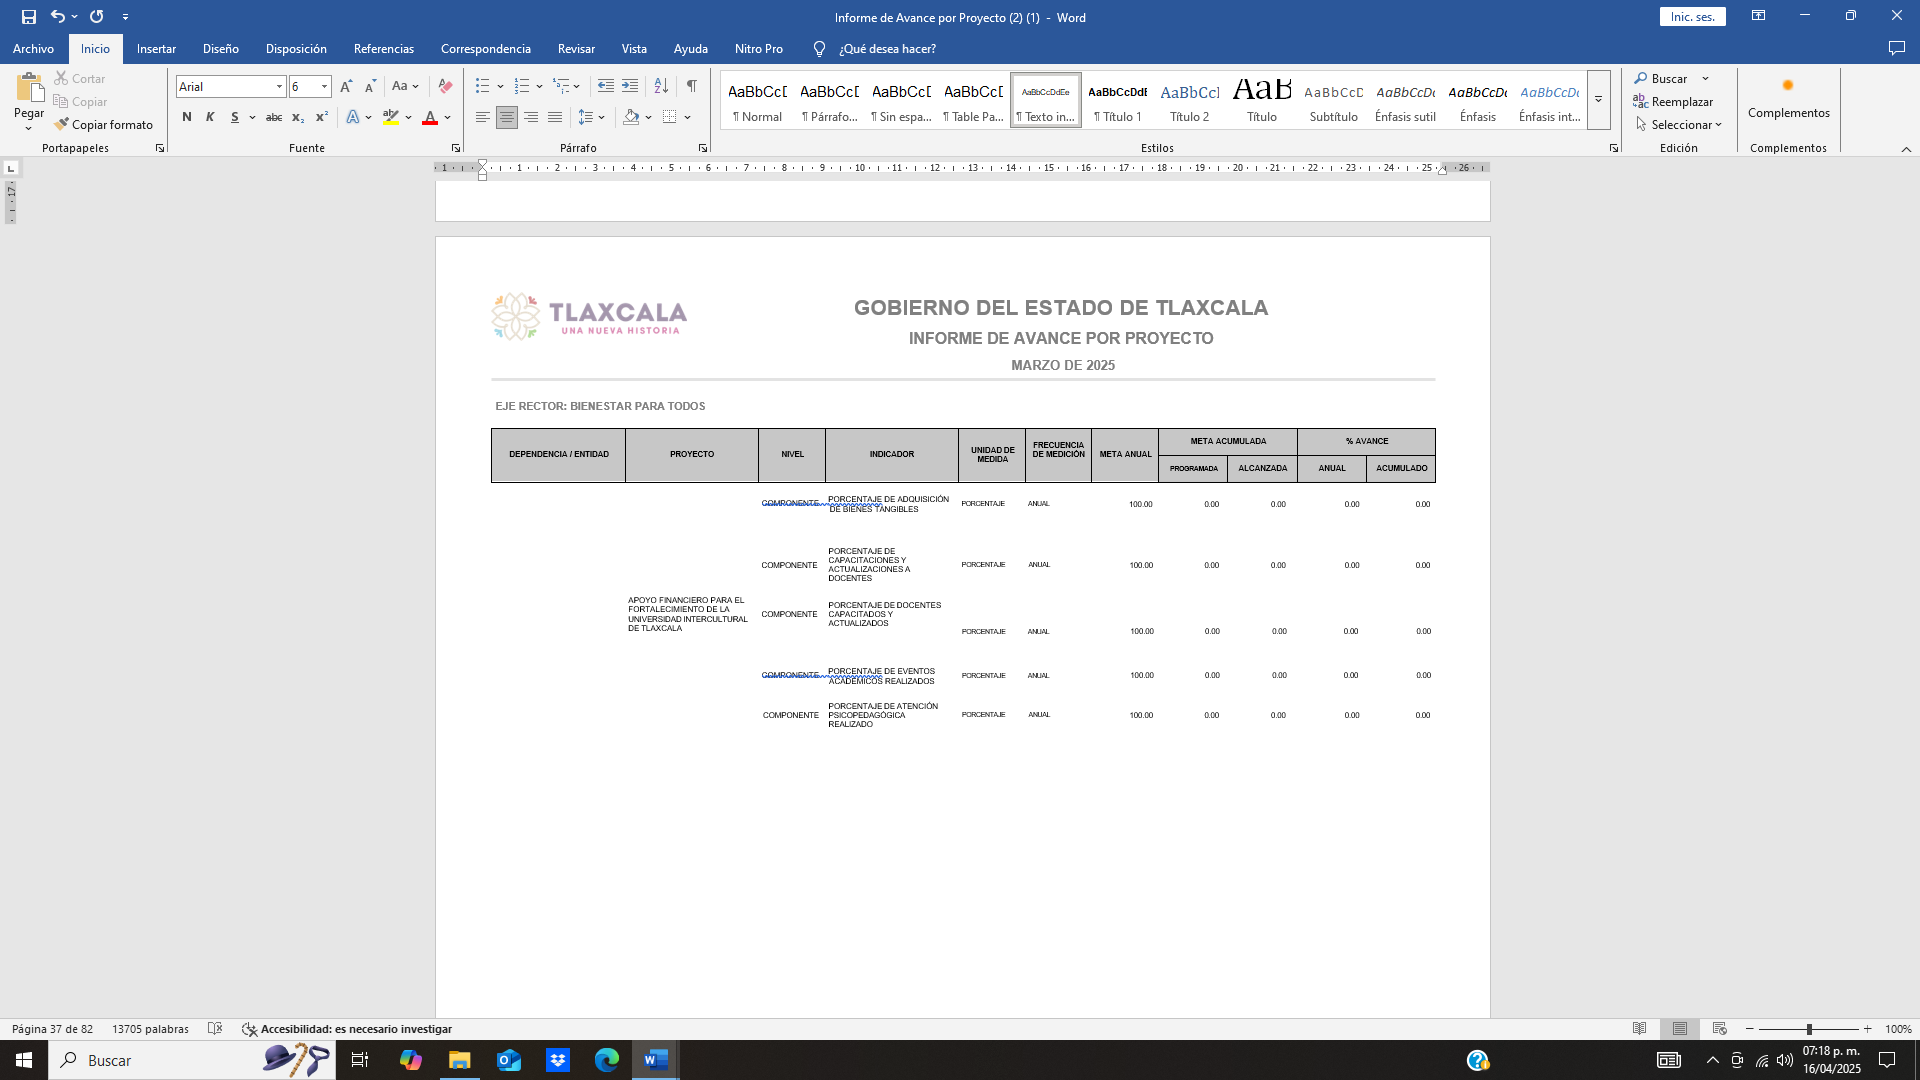 Informe de Avance por Proyecto (2) (1) - Word
Inic. ses.
Archivo Inicio Insertar Diseño Disposición Referencias Correspondencia Revisar Vista Ayuda Nitro Pro ¿Qué desea hacer?
Pegar
Cortar
Copiar
Copiar formato
Portapapeles
Arial 6
Fuente
Párrafo
AaBbCcDdEe
¶ Normal ¶ Párrafo... ¶ Sin espa... ¶ Table Pa... ¶ Texto in... ¶ Título 1 Título 2 Título Subtítulo Énfasis sutil Énfasis Énfasis int...
Estilos
Buscar
Reemplazar
Seleccionar
Edición
Complementos
Complementos
TLAXCALA
UNA NUEVA HISTORIA
GOBIERNO DEL ESTADO DE TLAXCALA
INFORME DE AVANCE POR PROYECTO
MARZO DE 2025
EJE RECTOR: BIENESTAR PARA TODOS
DEPENDENCIA / ENTIDAD PROYECTO NIVEL INDICADOR UNIDAD DE MEDIDA FRECUENCIA DE MEDICIÓN META ANUAL META ACUMULADA % AVANCE
PROGRAMADA ALCANZADA ANUAL ACUMULADO
COMPONENTE PORCENTAJE DE ADQUISICIÓN PORCENTAJE ANUAL 100.00 0.00 0.00 0.00 0.00
DE BIENES TANGIBLES
PORCENTAJE DE
CAPACITACIONES Y
COMPONENTE PORCENTAJE ANUAL 100.00 0.00 0.00 0.00 0.00
ACTUALIZACIONES A
DOCENTES
APOYO FINANCIERO PARA EL
FORTALECIMIENTO DE LA
UNIVERSIDAD INTERCULTURAL
DE TLAXCALA
PORCENTAJE DE DOCENTES
COMPONENTE CAPACITADOS Y
ACTUALIZADOS
PORCENTAJE ANUAL 100.00 0.00 0.00 0.00 0.00
COMPONENTE PORCENTAJE DE EVENTOS PORCENTAJE ANUAL 100.00 0.00 0.00 0.00 0.00
ACADÉMICOS REALIZADOS
PORCENTAJE DE ATENCIÓN
COMPONENTE PSICOPEDAGÓGICA PORCENTAJE ANUAL 100.00 0.00 0.00 0.00 0.00
REALIZADO
Página 37 de 82 13705 palabras Accesibilidad: es necesario investigar 100%
Buscar
07:18 p. m.
16/04/2025